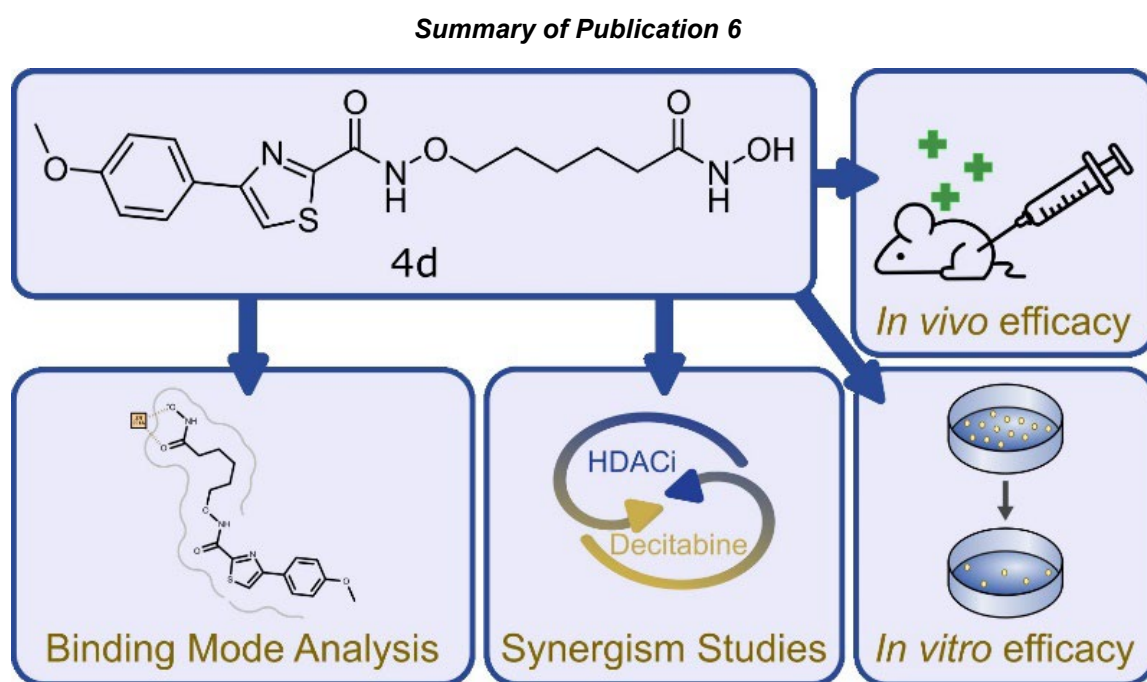 Summary of Publication 6
O
N
S
O
N
H
O
O
N
H
OH
4d
In vivo efficacy
HDACi
Decitabine
Binding Mode Analysis
Synergism Studies
In vitro efficacy